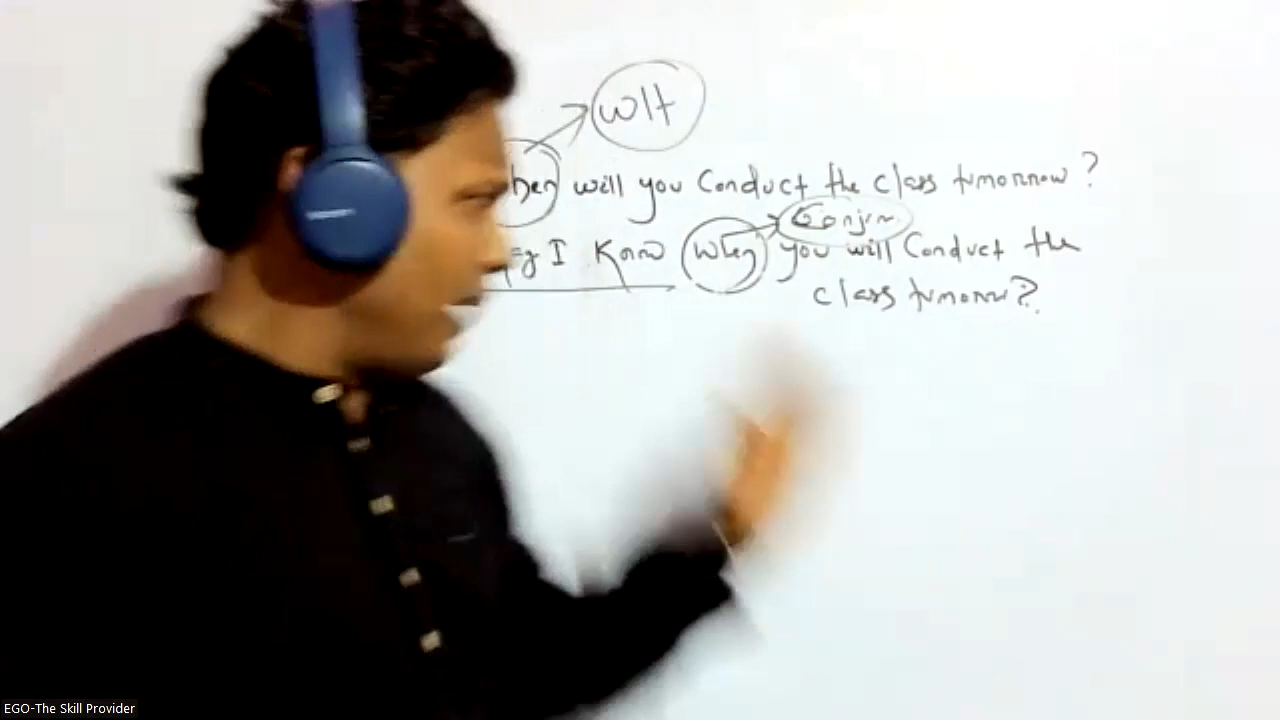 WH
hen will you Conduct the class tomorrow?
Conjn.
y I Know when you will Conduct the
class tomorrow?
EGO-The Skill Provider